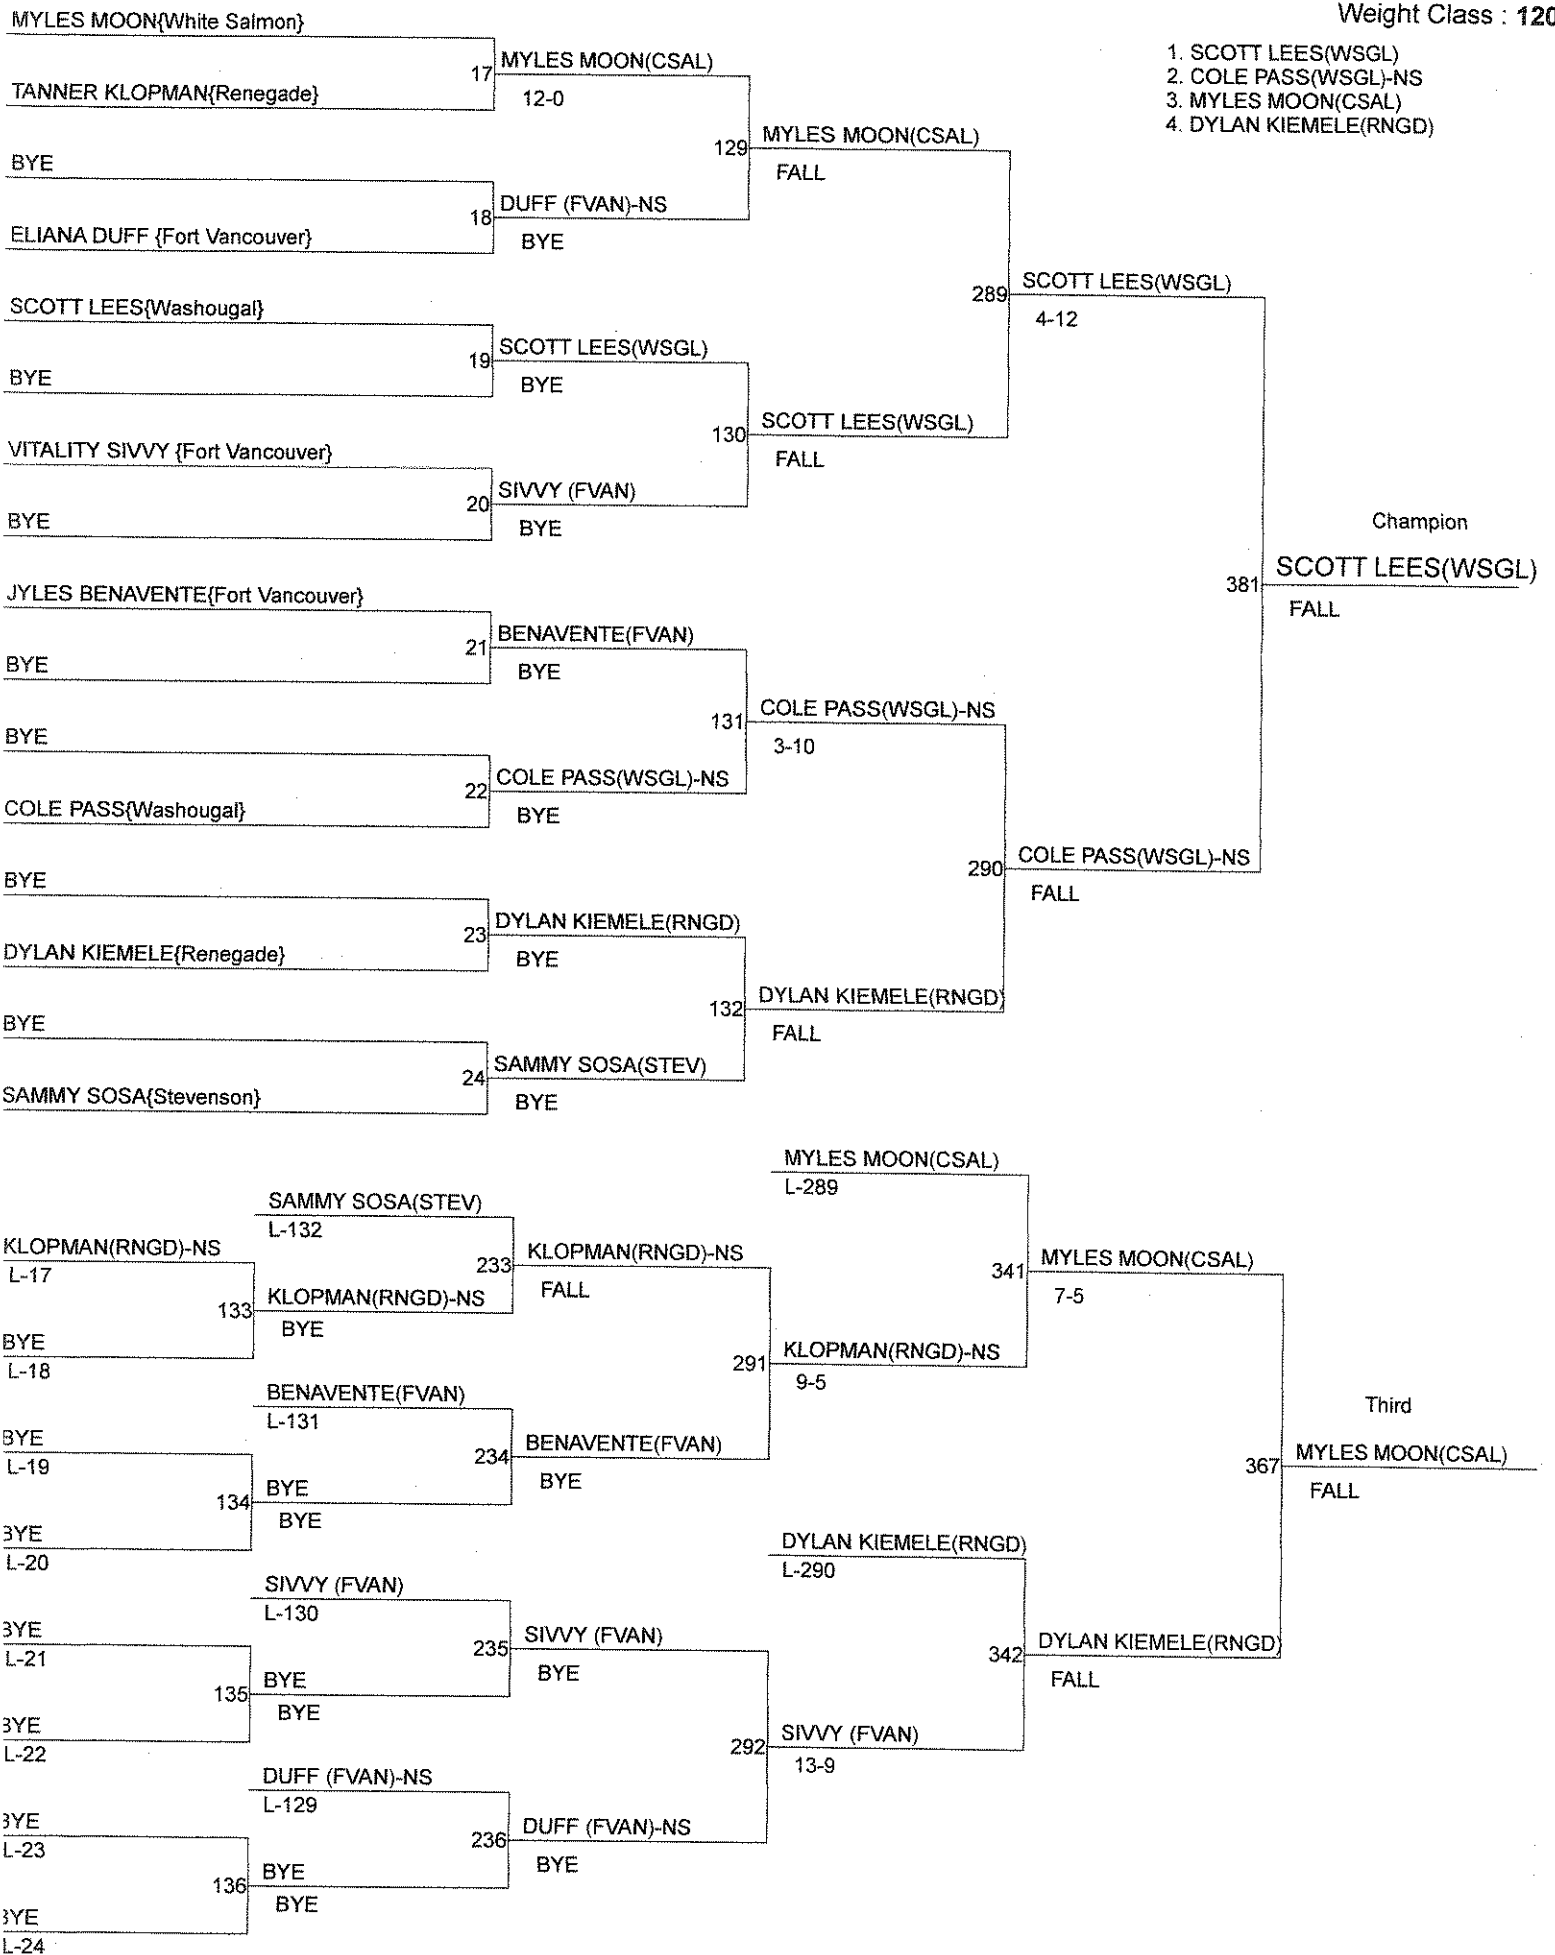 Weight Class : 120
1. SCOTT LEES(WSGL)
2. COLE PASS(WSGL)-NS
3. MYLES MOON(CSAL)
4. DYLAN KIEMELE(RNGD)
MYLES MOON{White Salmon}
17 MYLES MOON(CSAL)
12-0
TANNER KLOPMAN{Renegade}
129 MYLES MOON(CSAL)
FALL
BYE
18 DUFF (FVAN)-NS
BYE
ELIANA DUFF {Fort Vancouver}
289 SCOTT LEES(WSGL)
4-12
SCOTT LEES{Washougal}
19 SCOTT LEES(WSGL)
BYE
BYE
130 SCOTT LEES(WSGL)
FALL
VITALITY SIVVY {Fort Vancouver}
20 SIVVY (FVAN)
BYE
BYE
Champion
381 SCOTT LEES(WSGL)
FALL
JYLES BENAVENTE{Fort Vancouver}
21 BENAVENTE(FVAN)
BYE
BYE
131 COLE PASS(WSGL)-NS
3-10
BYE
22 COLE PASS(WSGL)-NS
BYE
COLE PASS{Washougal}
290 COLE PASS(WSGL)-NS
FALL
BYE
23 DYLAN KIEMELE(RNGD)
BYE
DYLAN KIEMELE{Renegade}
132 DYLAN KIEMELE(RNGD)
FALL
BYE
24 SAMMY SOSA(STEV)
BYE
SAMMY SOSA{Stevenson}
MYLES MOON(CSAL)
L-289
SAMMY SOSA(STEV)
L-132
KLOPMAN(RNGD)-NS
L-17
233 KLOPMAN(RNGD)-NS
FALL
341 MYLES MOON(CSAL)
7-5
133 KLOPMAN(RNGD)-NS
BYE
BYE
L-18
291 KLOPMAN(RNGD)-NS
9-5
BENAVENTE(FVAN)
L-131
BYE
L-19
234 BENAVENTE(FVAN)
BYE
Third
367 MYLES MOON(CSAL)
FALL
134 BYE
BYE
BYE
L-20
DYLAN KIEMELE(RNGD)
L-290
SIVVY (FVAN)
L-130
BYE
L-21
235 SIVVY (FVAN)
BYE
342 DYLAN KIEMELE(RNGD)
FALL
135 BYE
BYE
BYE
L-22
292 SIVVY (FVAN)
13-9
DUFF (FVAN)-NS
L-129
BYE
L-23
236 DUFF (FVAN)-NS
BYE
136 BYE
BYE
BYE
L-24